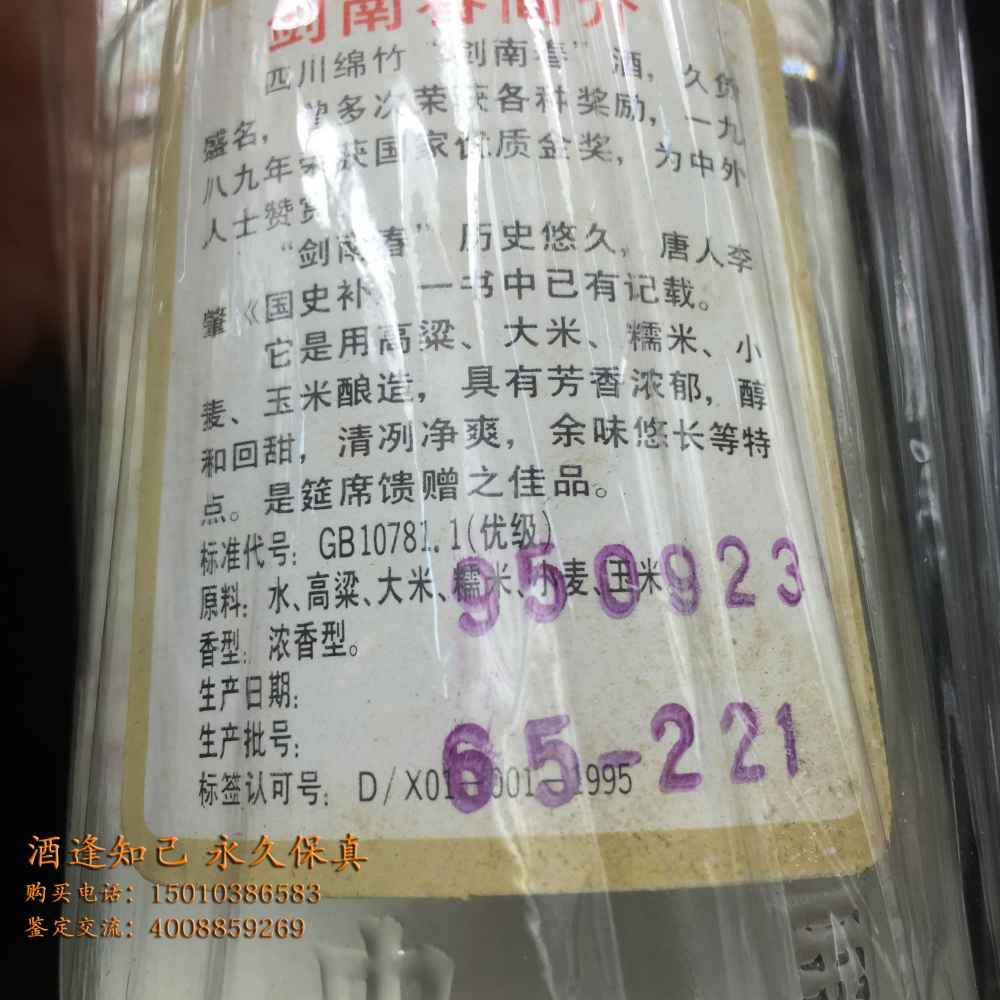 剑南春简介
四川绵竹“剑南春”酒，久负
盛名，曾多次荣获各种奖励，一九
八九年荣获国家优质金奖，为中外
人士赞赏
“剑南春”历史悠久，唐人李
肇《国史补》一书中已有记载。
它是用高粱、大米、糯米、小
麦、玉米酿造，具有芳香浓郁，醇
和回甜，清冽净爽，余味悠长等特
点。是筵席馈赠之佳品。
标准代号：GB10781.1(优级)
原料：水、高粱、大米、糯米、小麦、玉米
950923
香型：浓香型。
生产日期：
生产批号：
65-221
标签认可号：D/X01-001-1995
酒逢知己 永久保真
购买电话：15010386583
鉴定交流：4008859269